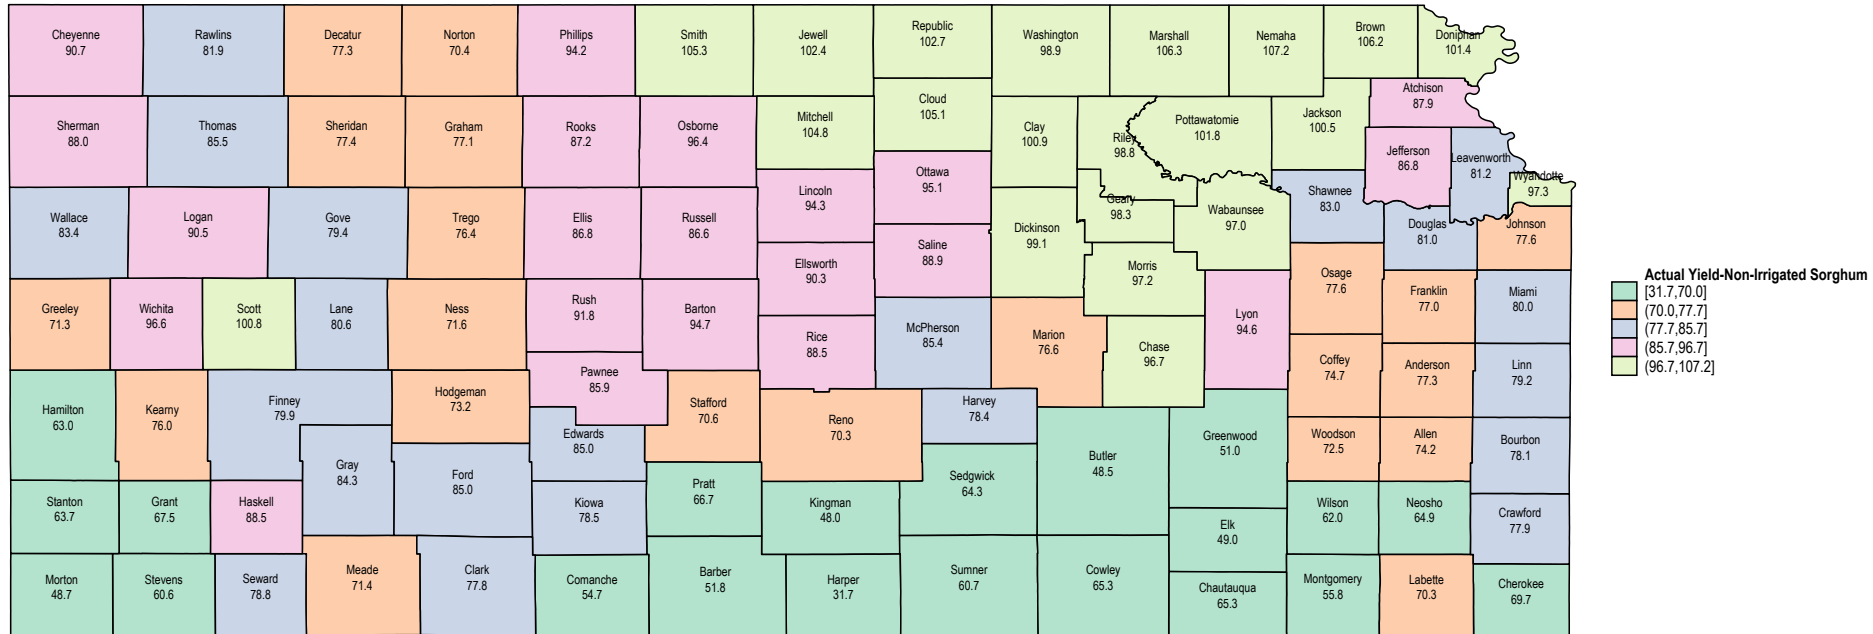 Cheyenne
90.7
Rawlins
81.9
Decatur
77.3
Norton
70.4
Phillips
94.2
Smith
105.3
Jewell
102.4
Republic
102.7
Washington
98.9
Marshall
106.3
Nemaha
107.2
Brown
106.2
Doniphan
101.4
Atchison
87.9
Sherman
88.0
Thomas
85.5
Sheridan
77.4
Graham
77.1
Rooks
87.2
Osborne
96.4
Mitchell
104.8
Cloud
105.1
Clay
100.9
Riley
98.8
Pottawatomie
101.8
Jackson
100.5
Jefferson
86.8
Leavenworth
81.2
Wyandotte
97.3
Wallace
83.4
Logan
90.5
Gove
79.4
Trego
76.4
Ellis
86.8
Russell
86.6
Lincoln
94.3
Ottawa
95.1
Saline
88.9
Dickinson
99.1
Geary
98.3
Wabaunsee
97.0
Shawnee
83.0
Douglas
81.0
Johnson
77.6
Ellsworth
90.3
Morris
97.2
Osage
77.6
Franklin
77.0
Miami
80.0
Actual Yield-Non-Irrigated Sorghum
[31.7,70.0]
(70.0,77.7]
(77.7,85.7]
(85.7,96.7]
(96.7,107.2]
Greeley
71.3
Wichita
96.6
Scott
100.8
Lane
80.6
Ness
71.6
Rush
91.8
Barton
94.7
Rice
88.5
McPherson
85.4
Marion
76.6
Chase
96.7
Lyon
94.6
Coffey
74.7
Anderson
77.3
Linn
79.2
Pawnee
85.9
Hamilton
63.0
Kearny
76.0
Finney
79.9
Hodgeman
73.2
Stafford
70.6
Reno
70.3
Harvey
78.4
Edwards
85.0
Greenwood
51.0
Woodson
72.5
Allen
74.2
Bourbon
78.1
Gray
84.3
Ford
85.0
Butler
48.5
Sedgwick
64.3
Pratt
66.7
Kingman
48.0
Kiowa
78.5
Stanton
63.7
Grant
67.5
Haskell
88.5
Elk
49.0
Wilson
62.0
Neosho
64.9
Crawford
77.9
Morton
48.7
Stevens
60.6
Seward
78.8
Meade
71.4
Clark
77.8
Comanche
54.7
Barber
51.8
Harper
31.7
Sumner
60.7
Cowley
65.3
Chautauqua
65.3
Montgomery
55.8
Labette
70.3
Cherokee
69.7